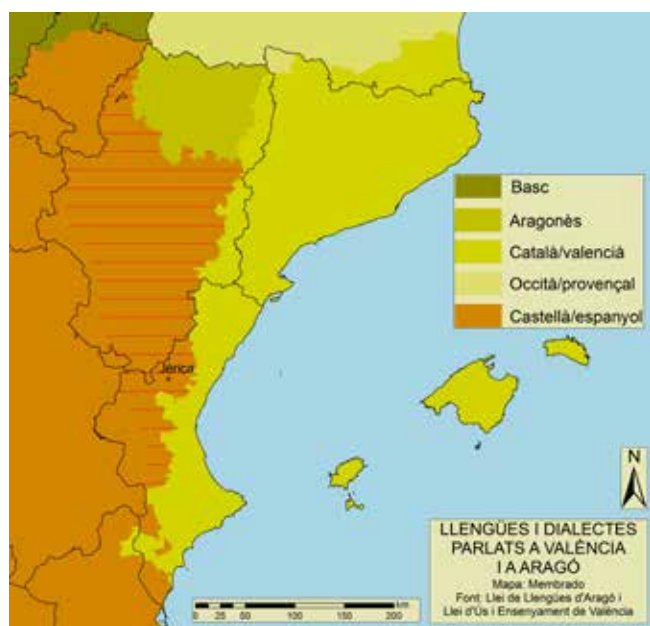 Basc
Aragonès
Català/valencià
Occità/provençal
Castellà/espanyol
Jérica
N
LLENGÜES I DIALECTES
PARLATS A VALÈNCIA
I A ARAGÓ
Mapa: Membrado
Font: Llei de Llengües d'Aragó i
Llei d'Ús i Ensenyament de València
km
0 25 50 100 150 200